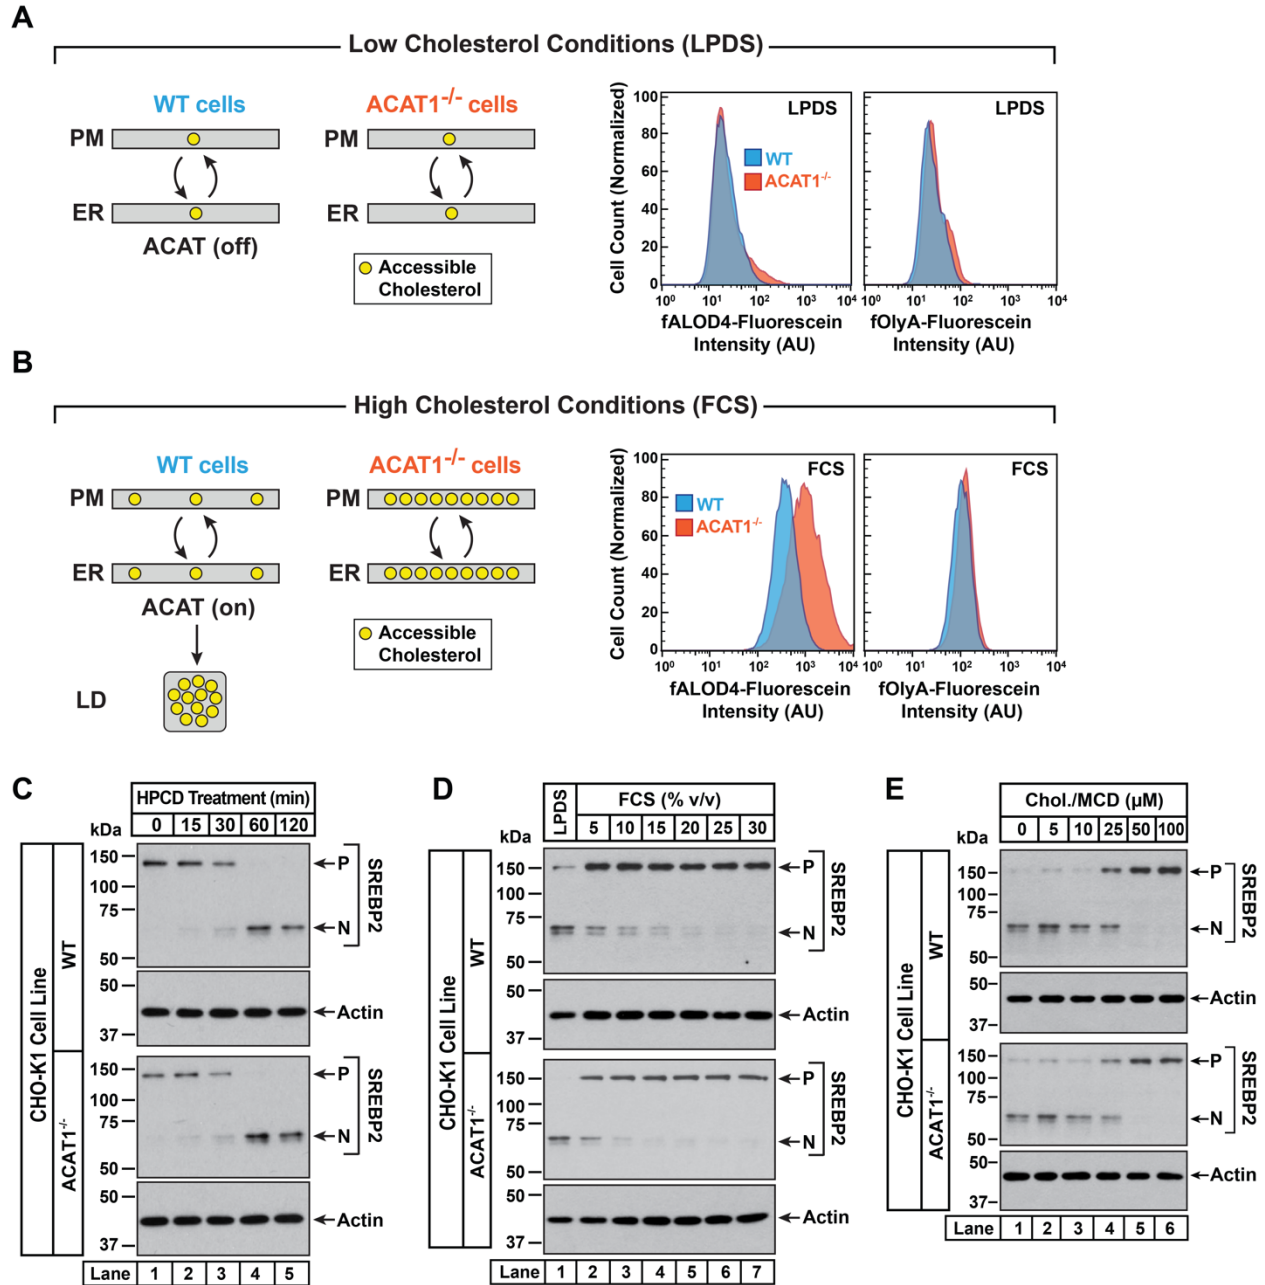 A
Low Cholesterol Conditions (LPDS)
WT cells
ACAT1-/- cells
PM
PM
ER
ER
ACAT (off)
Accessible
Cholesterol
Cell Count (Normalized)
100
80
60
40
20
0
LPDS
WT
ACAT1-/-
10⁰ 10¹ 10² 10³ 10⁴
fALOD4-Fluorescein
Intensity (AU)
LPDS
10⁰ 10¹ 10² 10³ 10⁴
fOlyA-Fluorescein
Intensity (AU)
B
High Cholesterol Conditions (FCS)
WT cells
ACAT1-/- cells
PM
PM
ER
ER
ACAT (on)
LD
Accessible
Cholesterol
Cell Count (Normalized)
100
80
60
40
20
0
FCS
WT
ACAT1-/-
10⁰ 10¹ 10² 10³ 10⁴
fALOD4-Fluorescein
Intensity (AU)
FCS
10⁰ 10¹ 10² 10³ 10⁴
fOlyA-Fluorescein
Intensity (AU)
C
HPCD Treatment (min)
kDa 0 15 30 60 120
CHO-K1 Cell Line
WT
150
100
75
50
P
N
SREBP2
50
37
Actin
ACAT1-/-
150
100
75
50
P
N
SREBP2
50
37
Actin
Lane 1 2 3 4 5
D
LPDS
FCS (% v/v)
kDa 5 10 15 20 25 30
CHO-K1 Cell Line
WT
150
100
75
50
P
N
SREBP2
50
37
Actin
ACAT1-/-
150
100
75
50
P
N
SREBP2
50
37
Actin
Lane 1 2 3 4 5 6 7
E
Chol./MCD (µM)
kDa 0 5 10 25 50 100
CHO-K1 Cell Line
WT
150
100
75
50
P
N
SREBP2
50
37
Actin
ACAT1-/-
150
100
75
50
P
N
SREBP2
50
37
Actin
Lane 1 2 3 4 5 6